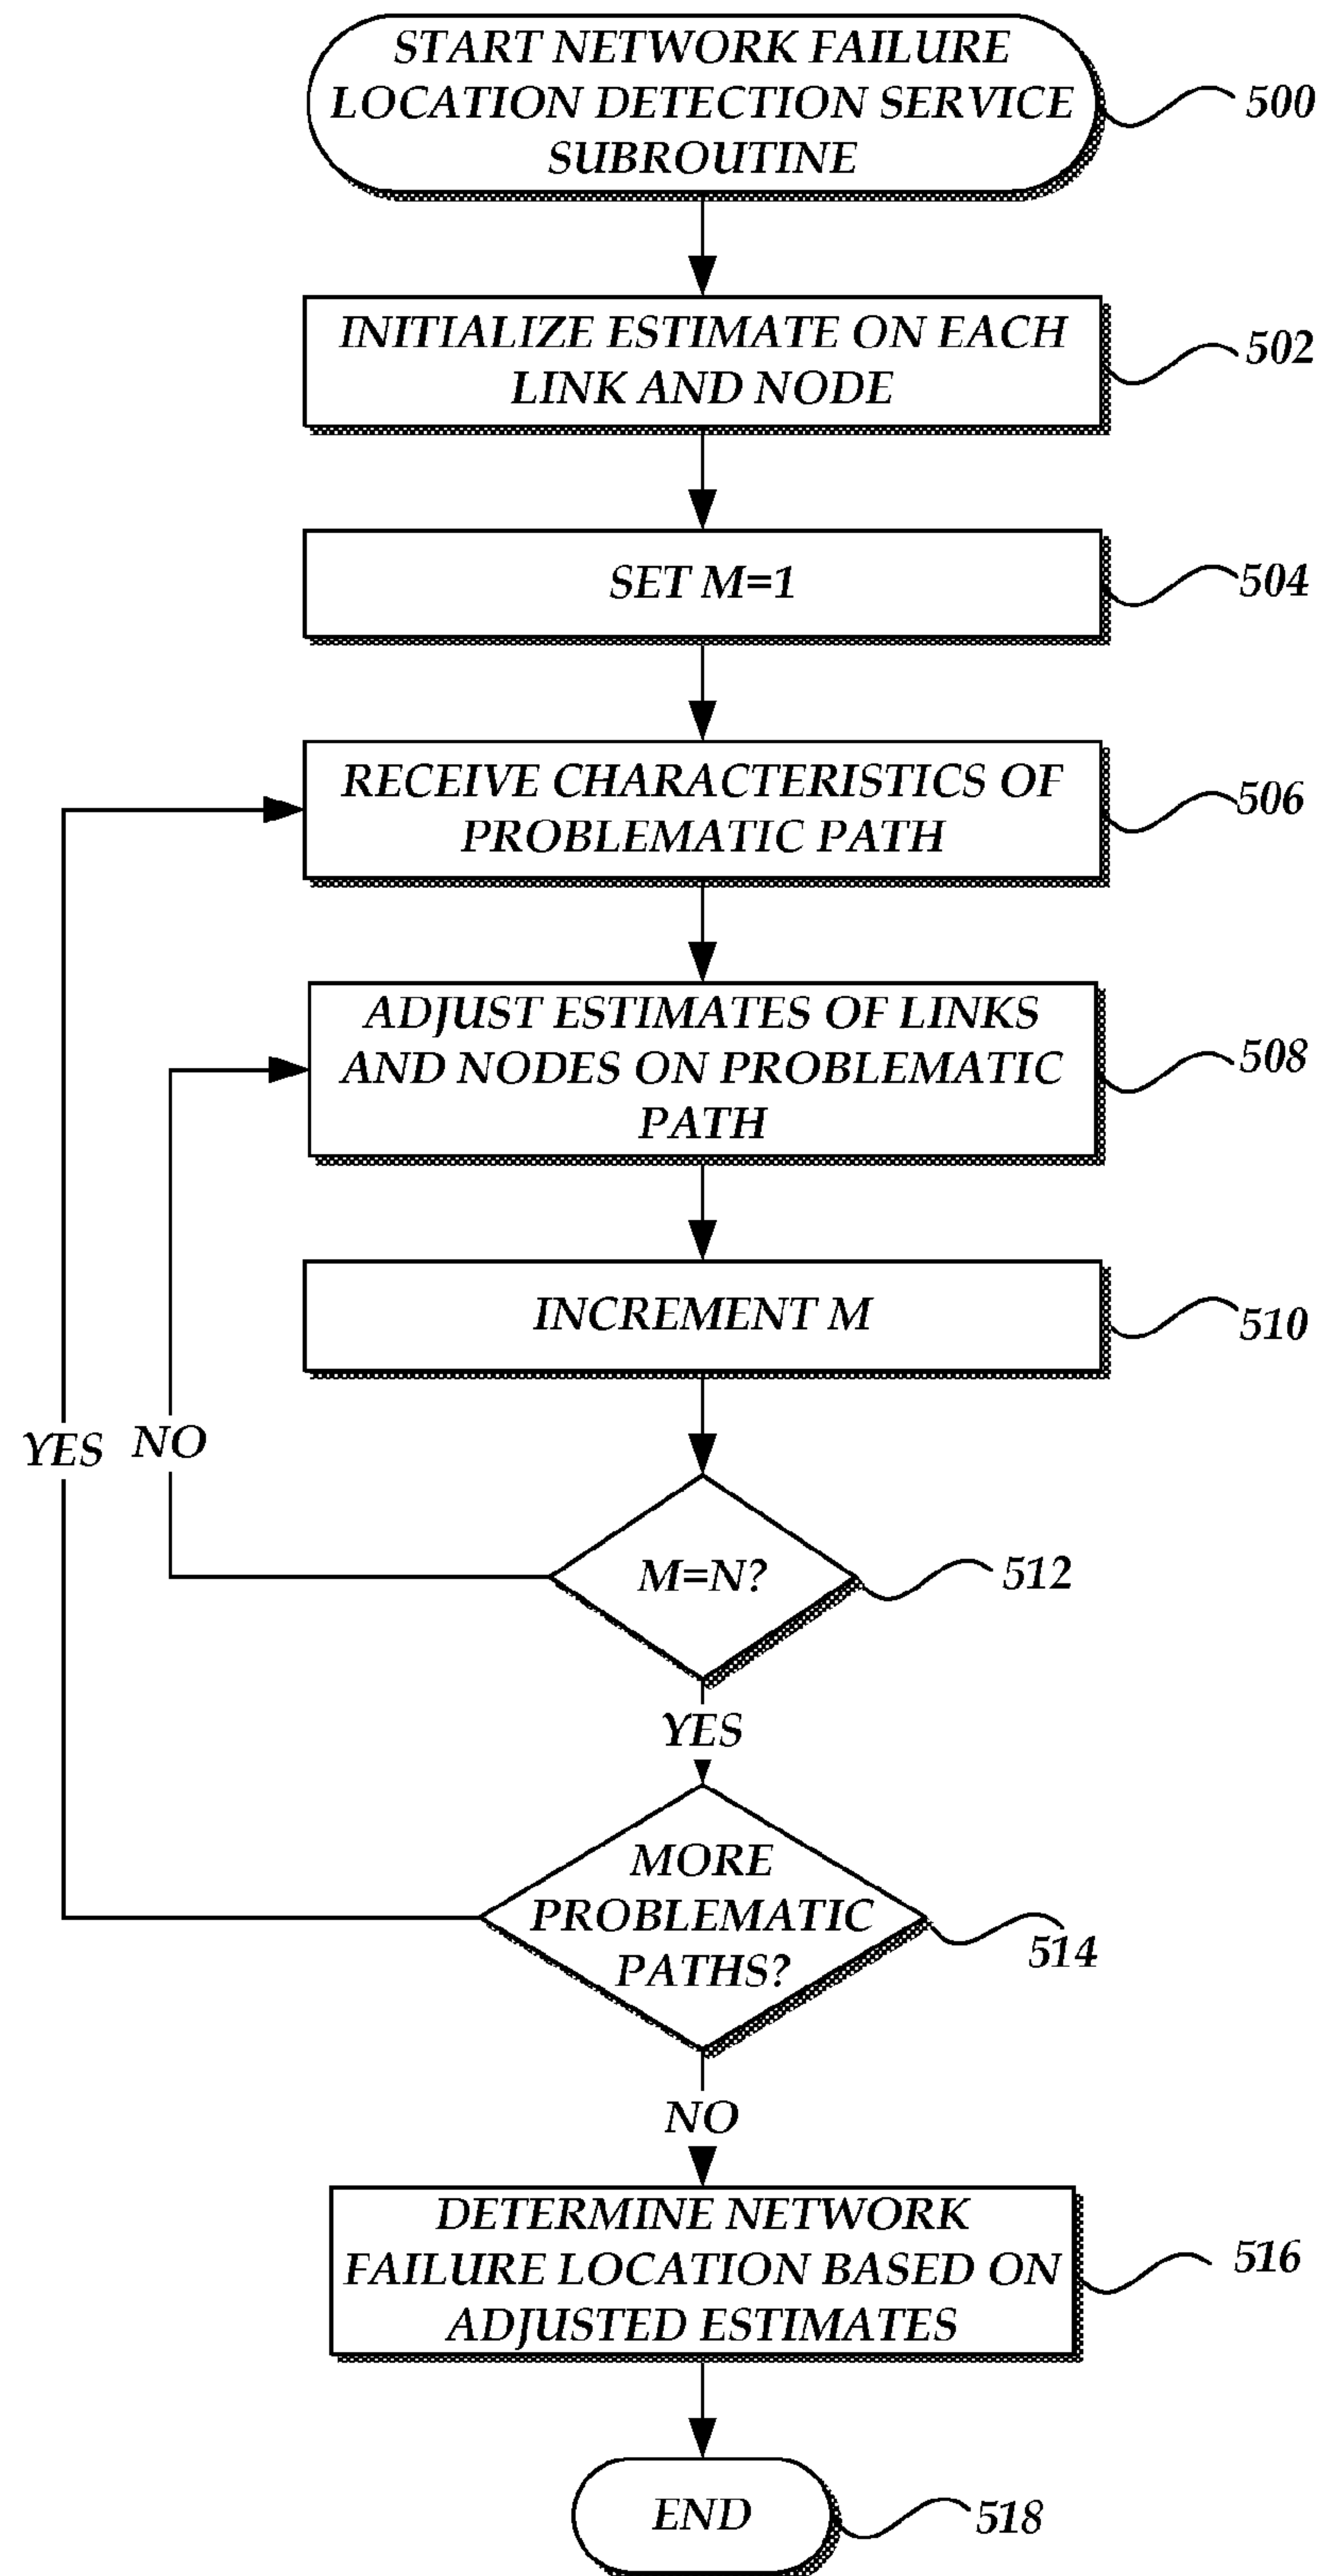 START NETWORK FAILURE
LOCATION DETECTION SERVICE
SUBROUTINE
500
INITIALIZE ESTIMATE ON EACH
LINK AND NODE
502
SET M=1
504
RECEIVE CHARACTERISTICS OF
PROBLEMATIC PATH
506
ADJUST ESTIMATES OF LINKS
AND NODES ON PROBLEMATIC
PATH
508
INCREMENT M
510
YES
NO
M=N?
512
YES
MORE
PROBLEMATIC
PATHS?
514
NO
DETERMINE NETWORK
FAILURE LOCATION BASED ON
ADJUSTED ESTIMATES
516
END
518